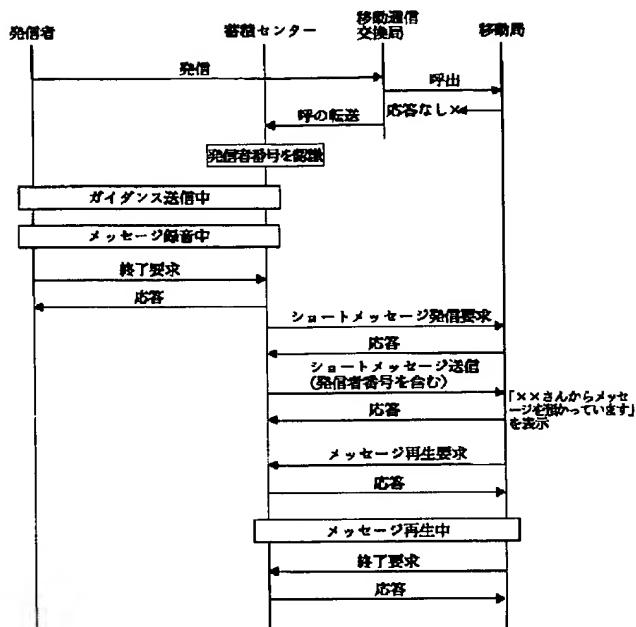 発信者
蓄積センター
移動通信
交換局
移動局
発信
呼出
応答なし×
呼の転送
発信者番号を認識
ガイダンス送信中
メッセージ録音中
終了要求
応答
ショートメッセージ発信要求
応答
ショートメッセージ送信
(発信者番号を含む)
「××さんからメッセ
ージを預かっています」
を表示
応答
メッセージ再生要求
応答
メッセージ再生中
終了要求
応答